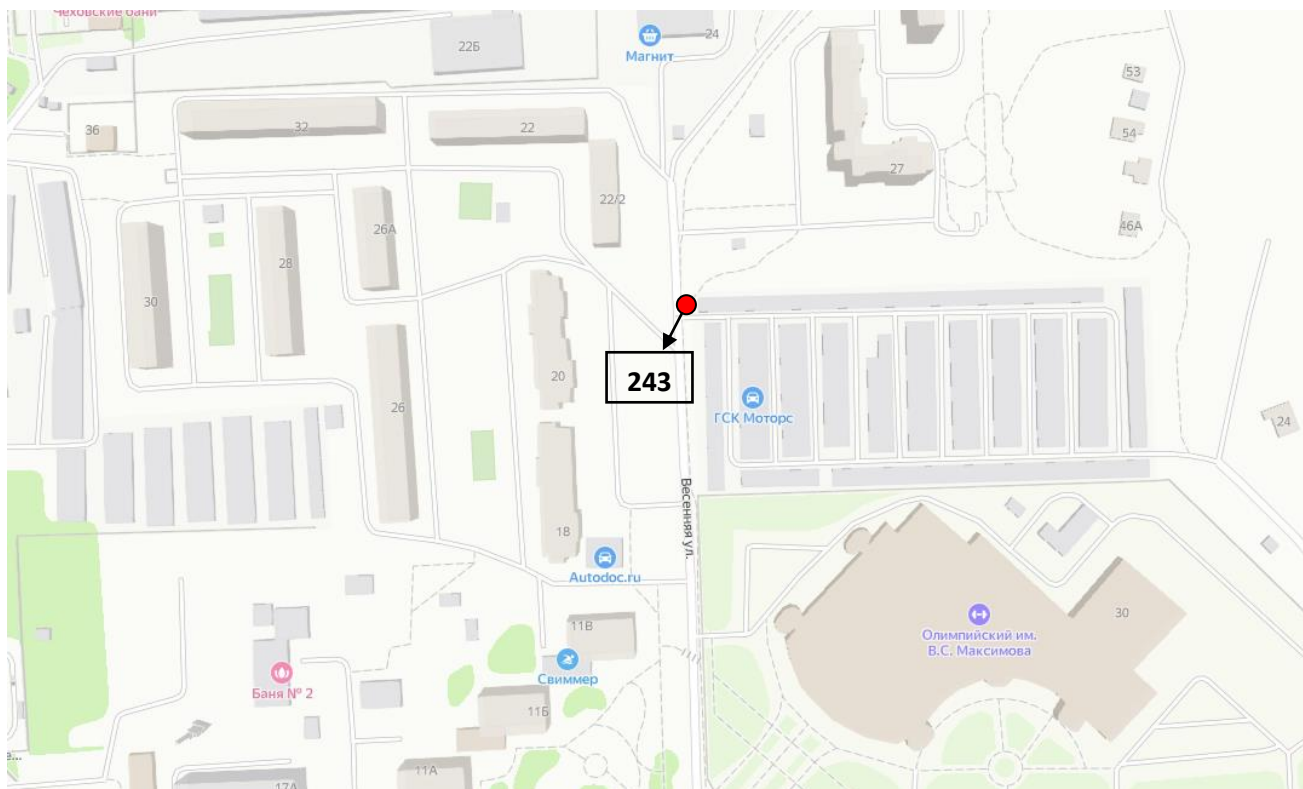 Чеховские бани
22Б
24
Магнит
53
36
32
22
54
27
22/2
26А
46А
28
30
20
243
26
ГСК Моторс
24
Весенняя ул.
18
Autodoc.ru
11В
30
Олимпийский им.
В.С. Максимова
Свиммер
Баня № 2
11Б
11А
17А